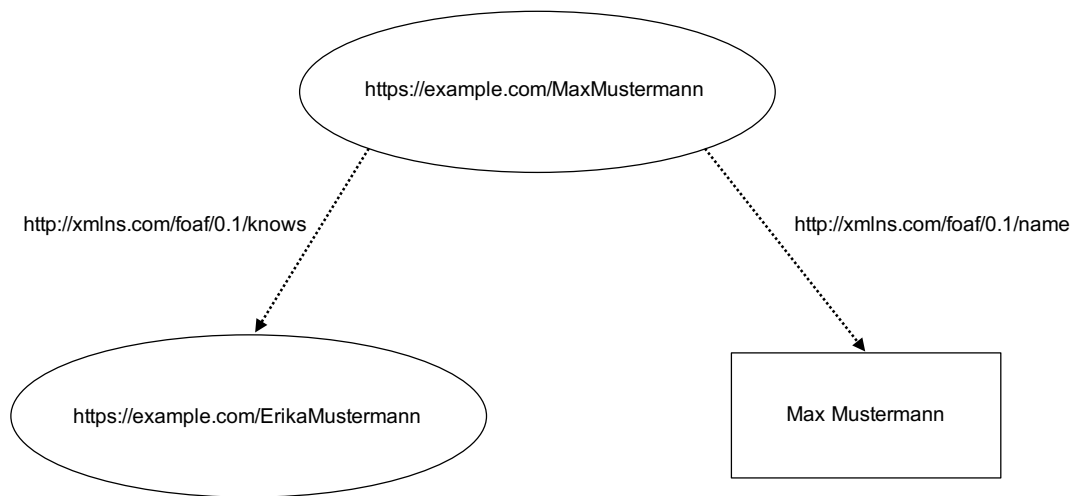 https://example.com/MaxMustermann
http://xmlns.com/foaf/0.1/knows
http://xmlns.com/foaf/0.1/name
https://example.com/ErikaMustermann
Max Mustermann